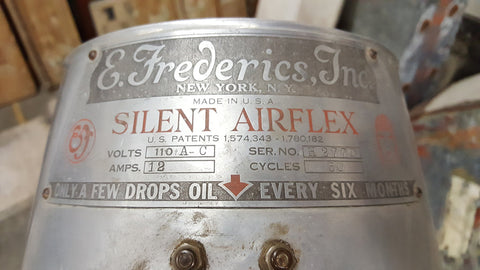 E. Frederics, Inc.
NEW YORK, N.Y.
MADE IN U.S.A.
SILENT AIRFLEX
U.S. PATENTS 1,574,343 - 1,780,182
VOLTS 110 A-C SER. NO.
AMPS. 12 CYCLES 60
ONLY A FEW DROPS OIL EVERY SIX MONTHS